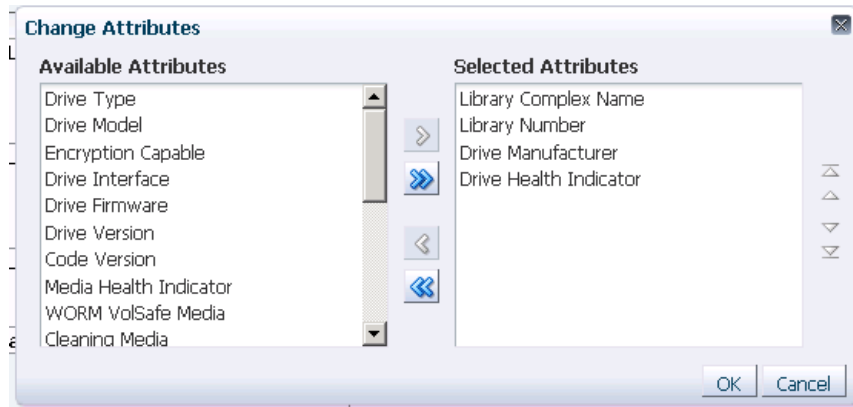 Change Attributes
Available Attributes
Drive Type
Drive Model
Encryption Capable
Drive Interface
Drive Firmware
Drive Version
Code Version
Media Health Indicator
WORM VolSafe Media
Cleaning Media
Selected Attributes
Library Complex Name
Library Number
Drive Manufacturer
Drive Health Indicator
OK
Cancel